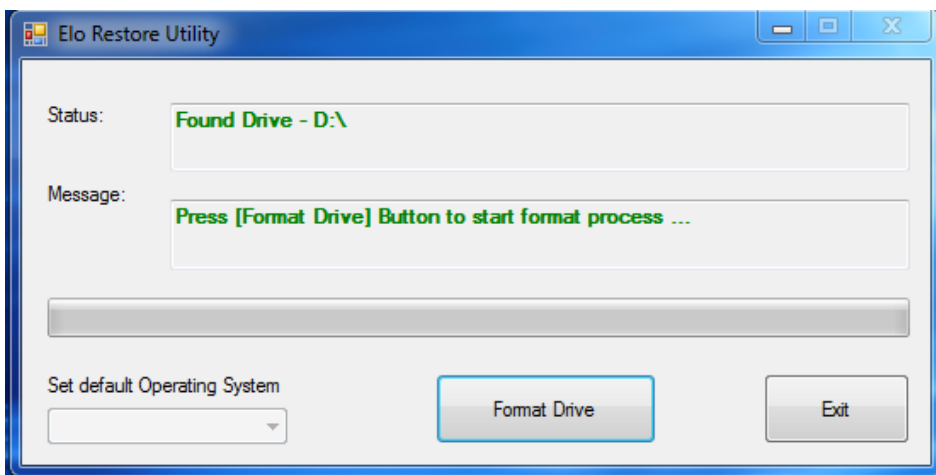 Elo Restore Utility
Status:
Found Drive - D:\
Message:
Press [Format Drive] Button to start format process ...
Set default Operating System
Format Drive
Exit